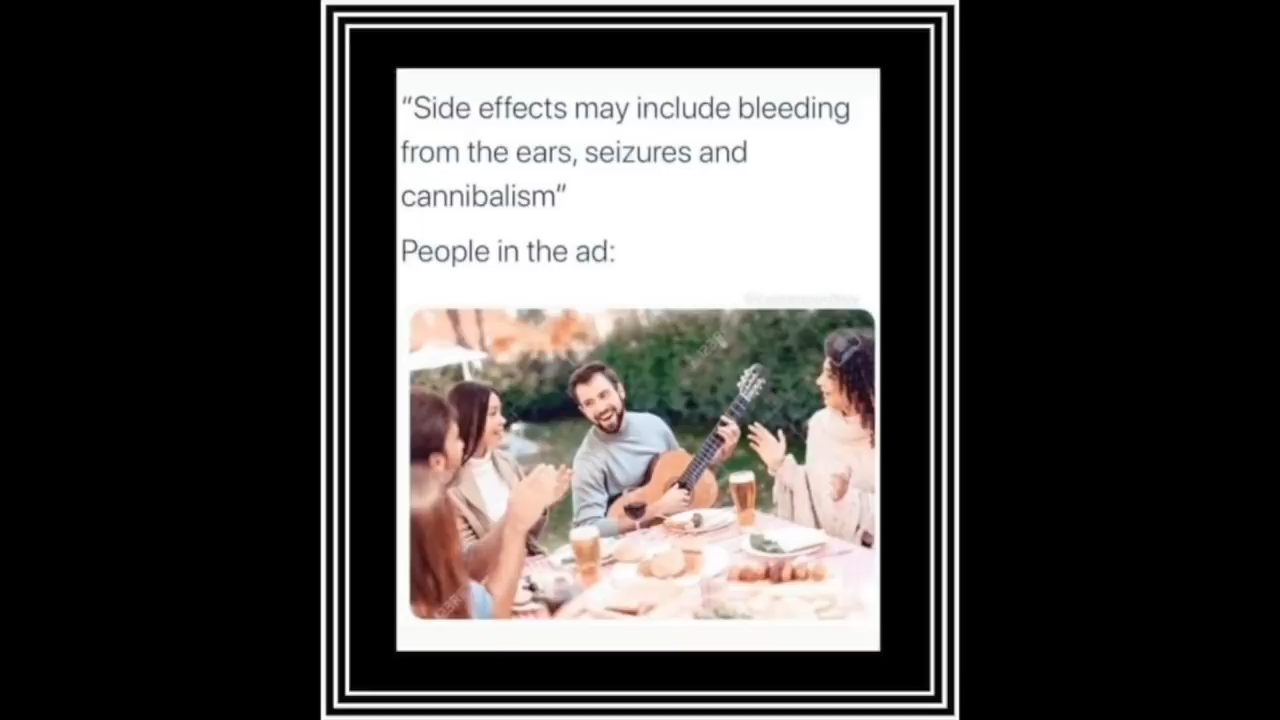 "Side effects may include bleeding
from the ears, seizures and
cannibalism"
People in the ad: